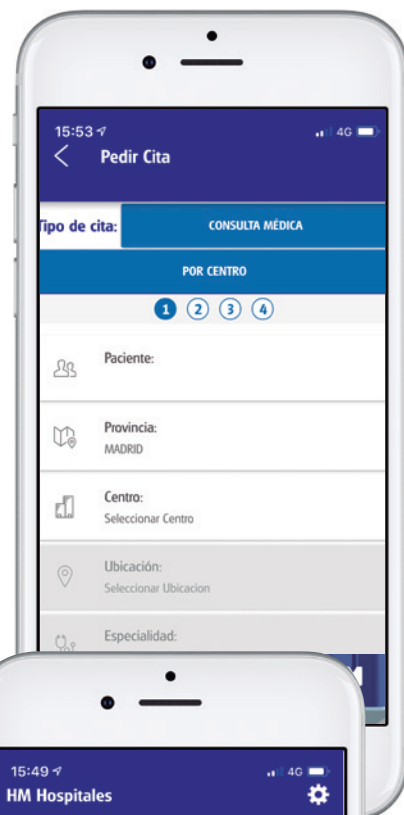 15:53 4G
Pedir Cita
Tipo de cita: CONSULTA MÉDICA
POR CENTRO
1 2 3 4
Paciente:
Provincia:
MADRID
Centro:
Seleccionar Centro
Ubicación:
Seleccionar Ubicacion
Especialidad:
15:49 4G
HM Hospitales